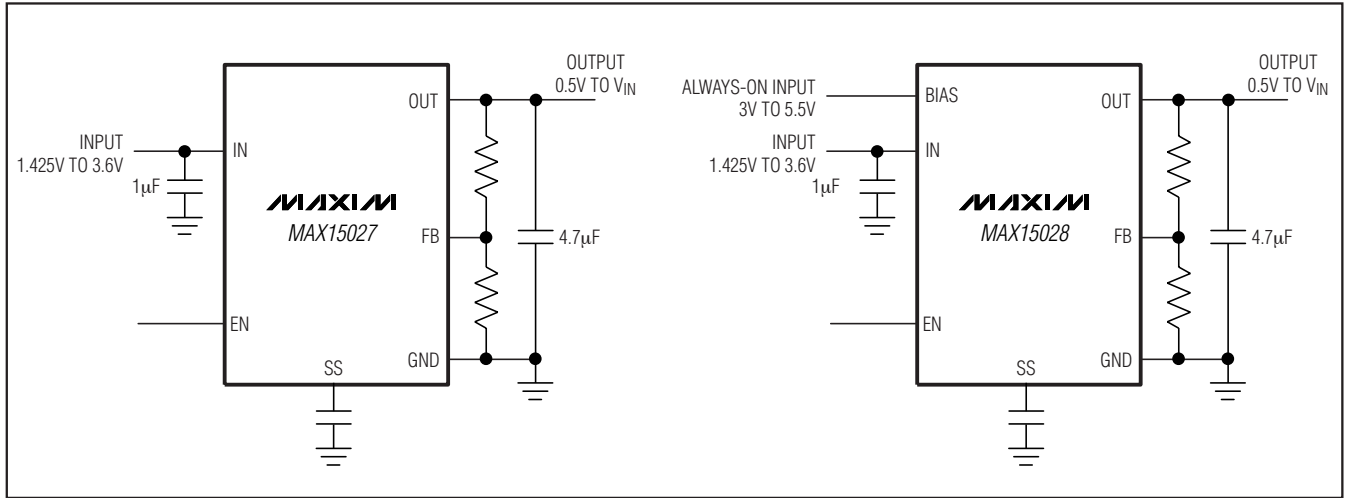 OUTPUT
0.5V TO VIN
OUT
INPUT
1.425V TO 3.6V
IN
1μF
MAXIM
MAX15027
FB
4.7μF
EN
GND
SS
ALWAYS-ON INPUT
3V TO 5.5V
BIAS
OUTPUT
0.5V TO VIN
OUT
INPUT
1.425V TO 3.6V
IN
1μF
MAXIM
MAX15028
FB
4.7μF
EN
GND
SS